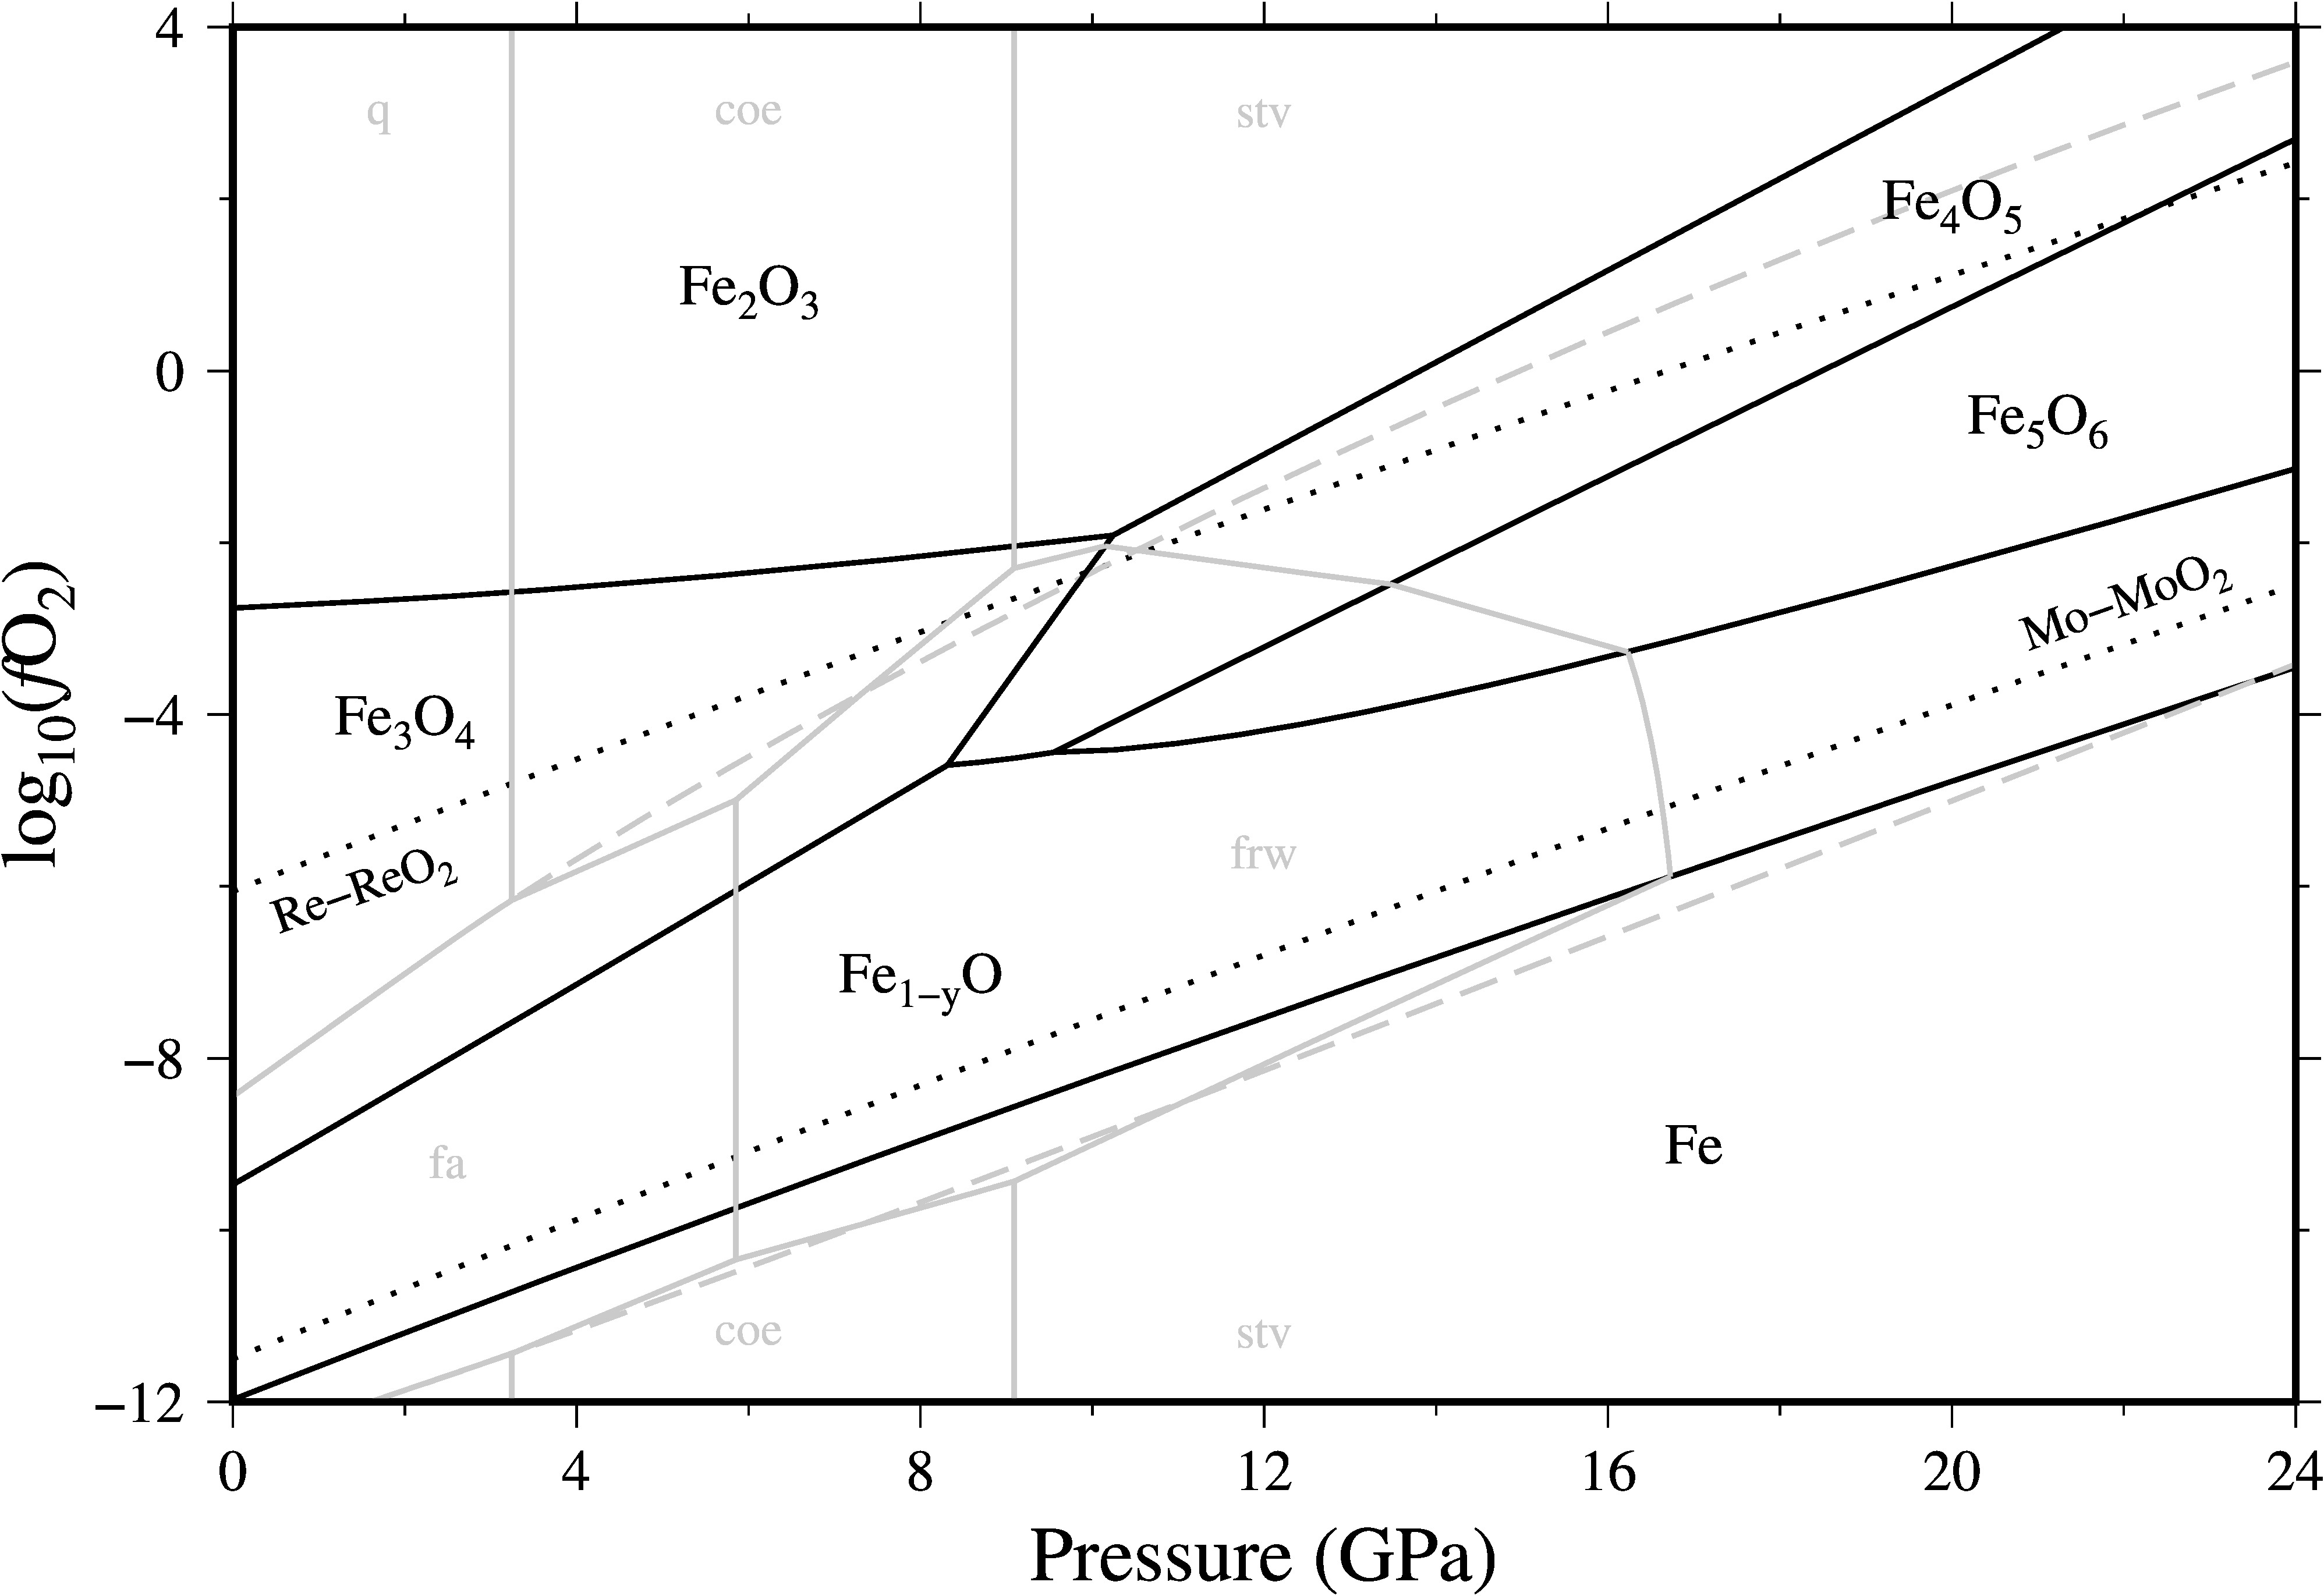 4
q coe stv
Fe₄O₅
Fe₂O₃
0
Fe₅O₆
Mo–MoO₂
log₁₀(fO₂)
−4
Fe₃O₄
frw
Re–ReO₂
Fe₁₋yO
−8
fa
Fe
coe stv
−12
0 4 8 12 16 20 24
Pressure (GPa)